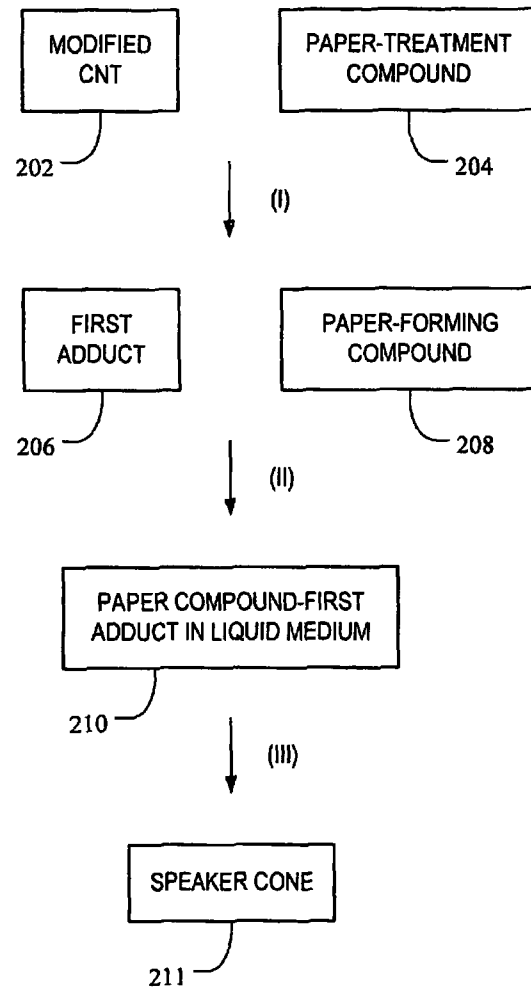 MODIFIED
CNT
PAPER-TREATMENT
COMPOUND
202
204
(I)
FIRST
ADDUCT
PAPER-FORMING
COMPOUND
206
208
(II)
PAPER COMPOUND-FIRST
ADDUCT IN LIQUID MEDIUM
210
(III)
SPEAKER CONE
211